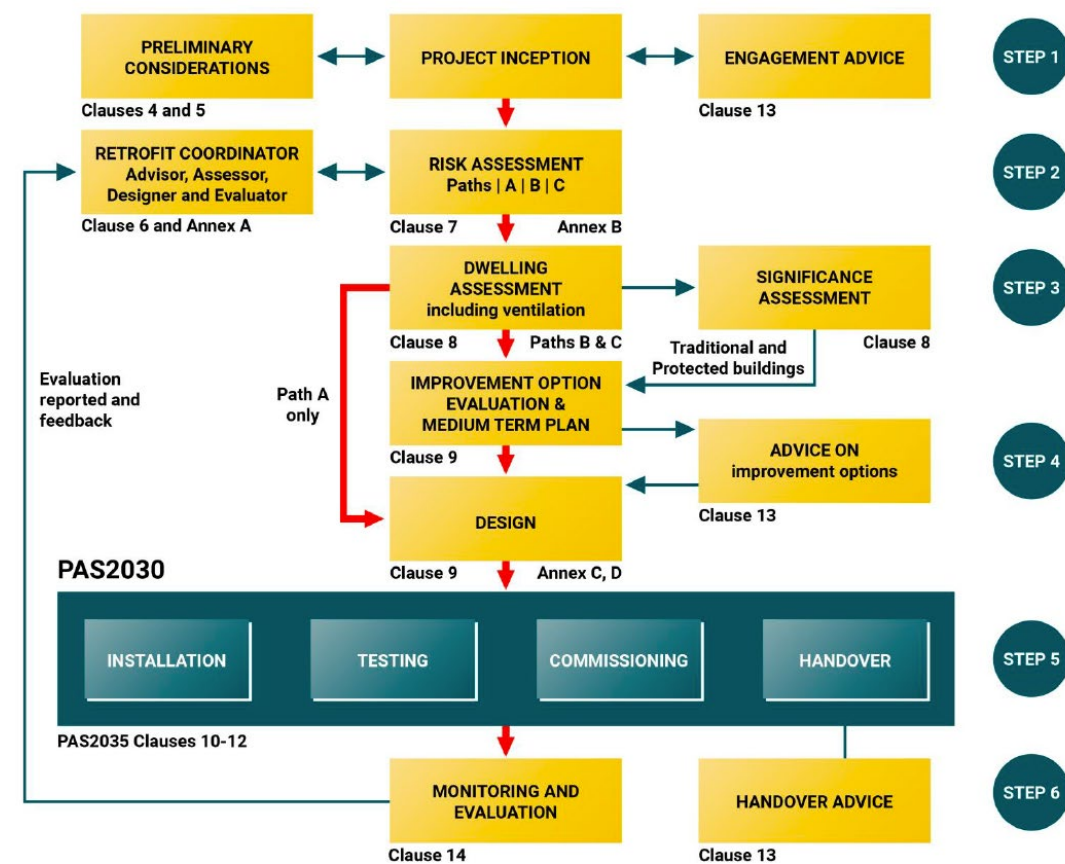 PRELIMINARY
CONSIDERATIONS
Clauses 4 and 5
PROJECT INCEPTION
ENGAGEMENT ADVICE
Clause 13
STEP 1
RETROFIT COORDINATOR
Advisor, Assessor,
Designer and Evaluator
Clause 6 and Annex A
RISK ASSESSMENT
Paths | A | B | C
Clause 7
Annex B
STEP 2
DWELLING
ASSESSMENT
including ventilation
Clause 8
Paths B & C
SIGNIFICANCE
ASSESSMENT
Clause 8
Traditional and
Protected buildings
STEP 3
Evaluation
reported and
feedback
Path A
only
IMPROVEMENT OPTION
EVALUATION &
MEDIUM TERM PLAN
Clause 9
ADVICE ON
improvement options
Clause 13
STEP 4
DESIGN
Clause 9
Annex C, D
PAS2030
INSTALLATION
TESTING
COMMISSIONING
HANDOVER
STEP 5
PAS2035 Clauses 10-12
MONITORING AND
EVALUATION
Clause 14
HANDOVER ADVICE
Clause 13
STEP 6